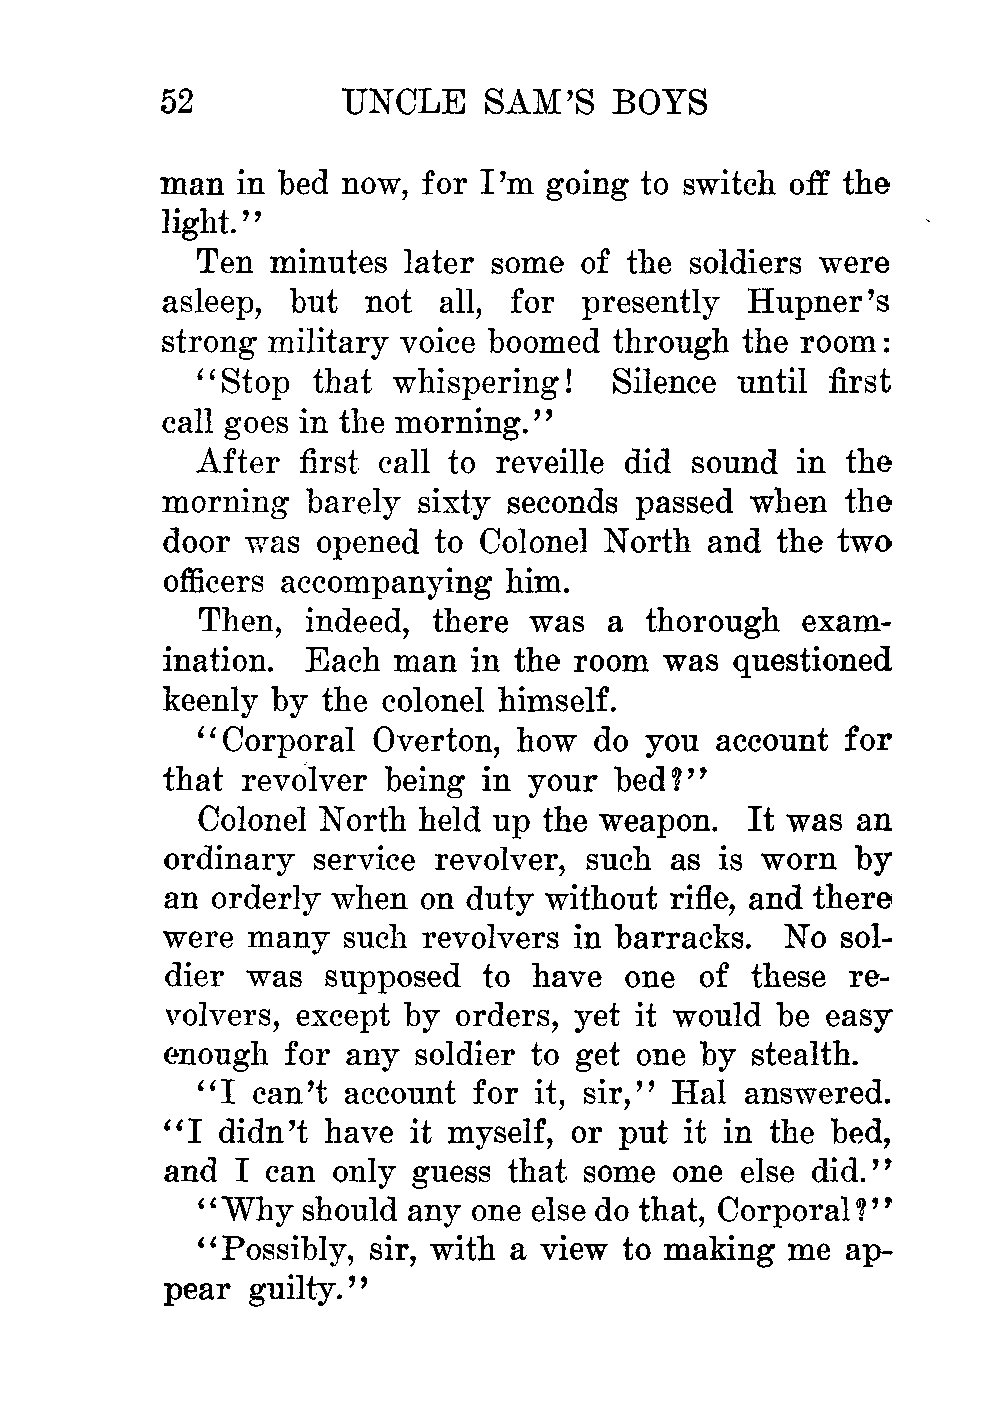 52 UNCLE SAM'S BOYS
man in bed now, for I'm going to switch off the
light."
Ten minutes later some of the soldiers were
asleep, but not all, for presently Hupner's
strong military voice boomed through the room:
"Stop that whispering! Silence until first
call goes in the morning."
After first call to reveille did sound in the
morning barely sixty seconds passed when the
door was opened to Colonel North and the two
officers accompanying him.
Then, indeed, there was a thorough exam-
ination. Each man in the room was questioned
keenly by the colonel himself.
"Corporal Overton, how do you account for
that revolver being in your bed?"
Colonel North held up the weapon. It was an
ordinary service revolver, such as is worn by
an orderly when on duty without rifle, and there
were many such revolvers in barracks. No sol-
dier was supposed to have one of these re-
volvers, except by orders, yet it would be easy
enough for any soldier to get one by stealth.
"I can't account for it, sir," Hal answered.
"I didn't have it myself, or put it in the bed,
and I can only guess that some one else did."
"Why should any one else do that, Corporal?"
"Possibly, sir, with a view to making me ap-
pear guilty."